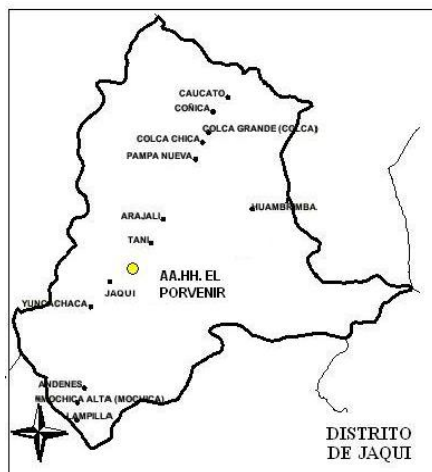 CAUCATO
COÑICA
COLCA GRANDE (COLCA)
COLCA CHICA
PAMPA NUEVA
HUAMBRIMBA
ARAJALI
TANI
AA.HH. EL
PORVENIR
JAQUI
YUNCACHACA
ANDENES
MOCHICA ALTA (MOCHICA)
LAMPILLA
DISTRITO
DE JAQUI